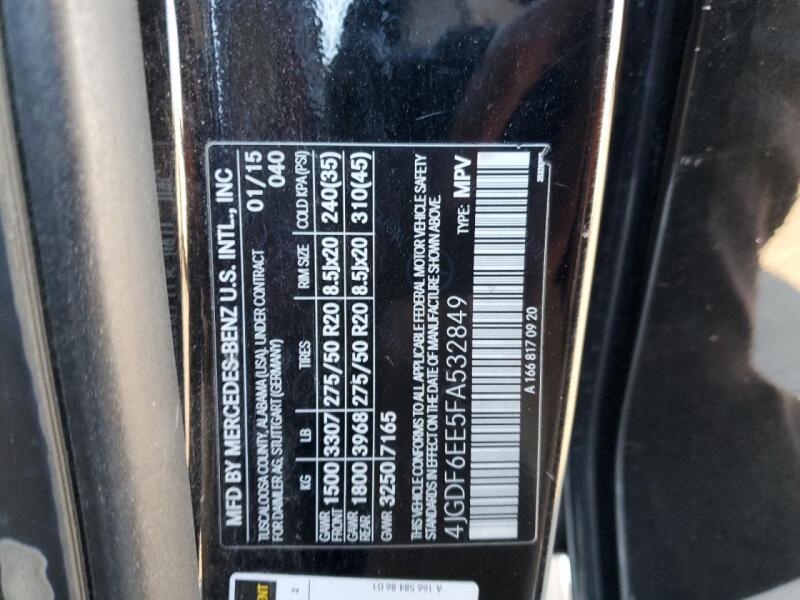 MFD BY MERCEDES-BENZ U.S. INTL., INC
TUSCALOOSA COUNTY, ALABAMA (USA), UNDER CONTRACT 01/15
FOR DAIMLER AG, STUTTGART (GERMANY) 040
KG LB TIRES RIM SIZE COLD KPA(PSI)
GAWR FRONT 1500 3307 275/50 R20 8.5Jx20 240(35)
GAWR REAR 1800 3968 275/50 R20 8.5Jx20 310(45)
GVWR 3250 7165
THIS VEHICLE CONFORMS TO ALL APPLICABLE FEDERAL MOTOR VEHICLE SAFETY
STANDARDS IN EFFECT ON THE DATE OF MANUFACTURE SHOWN ABOVE.
4JGDF6EE5FA532849 TYPE: MPV
A 166 817 09 20
A 166 584 86 01
2